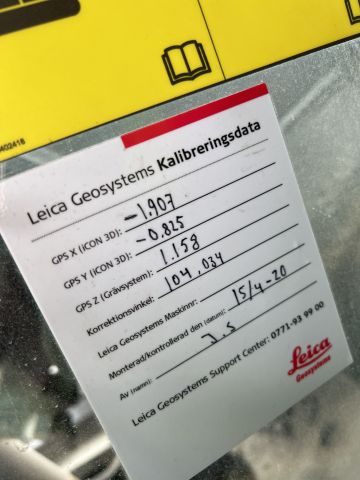 402418
Leica Geosystems Kalibreringsdata
GPS X (iCON 3D): -1.907
GPS Y (iCON 3D): -0.825
GPS Z (Grävsystem): 1.158
Korrektionsvinkel: 104,034
Leica Geosystems Maskinnr:
Monterad/kontrollerad den (datum): 15/4-20
Av (namn): J.S
Leica Geosystems Support Center: 0771-93 99 00
Leica
Geosystems